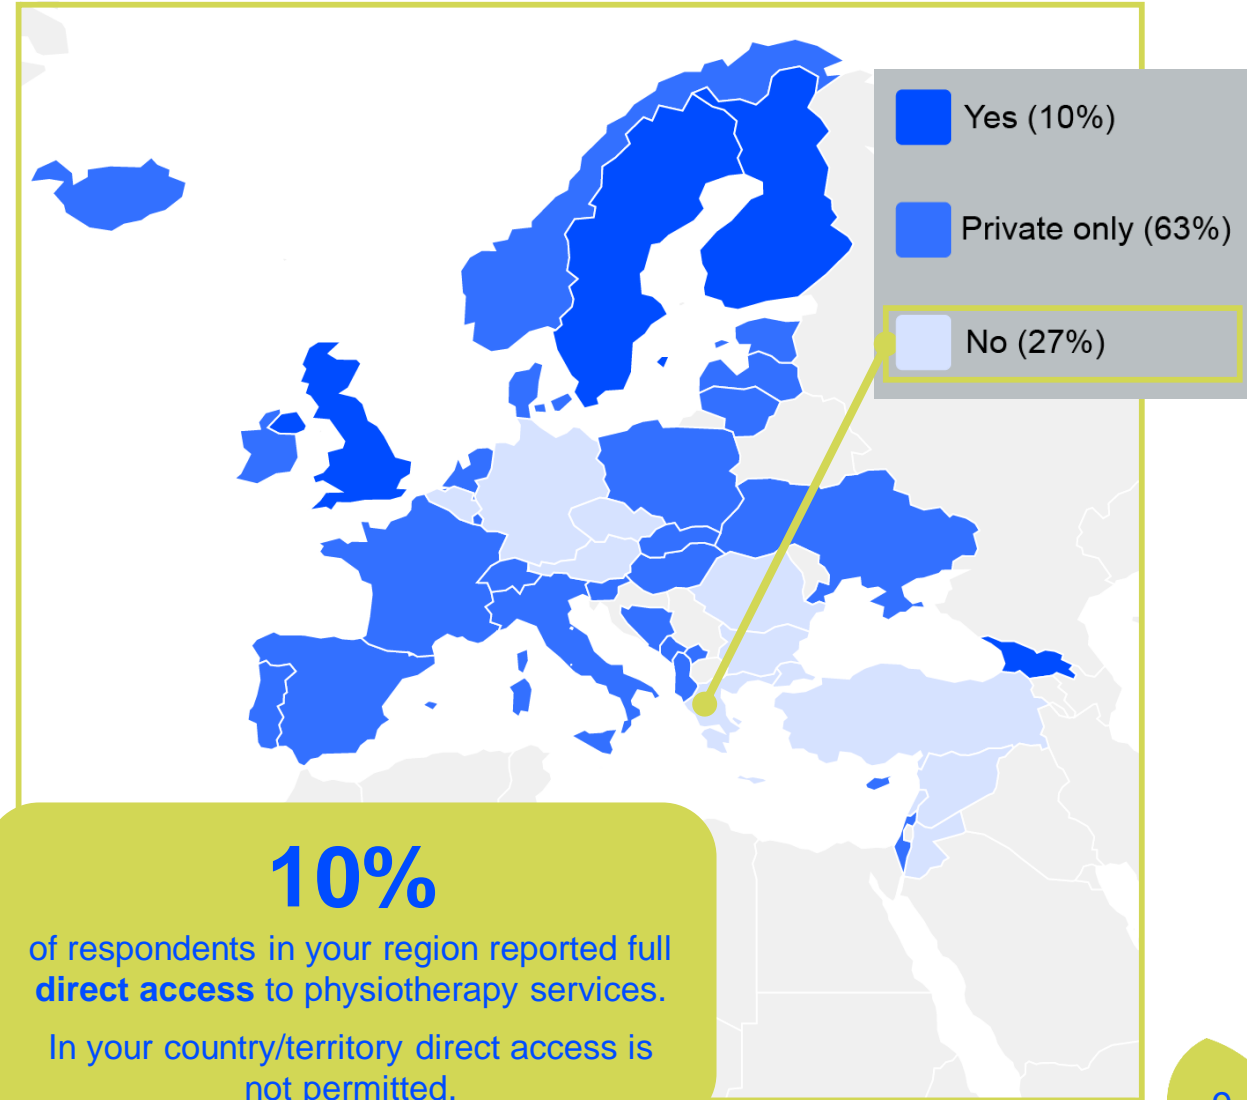 Yes (10%)
Private only (63%)
No (27%)
10%
of respondents in your region reported full
direct access to physiotherapy services.
In your country/territory direct access is
not permitted.